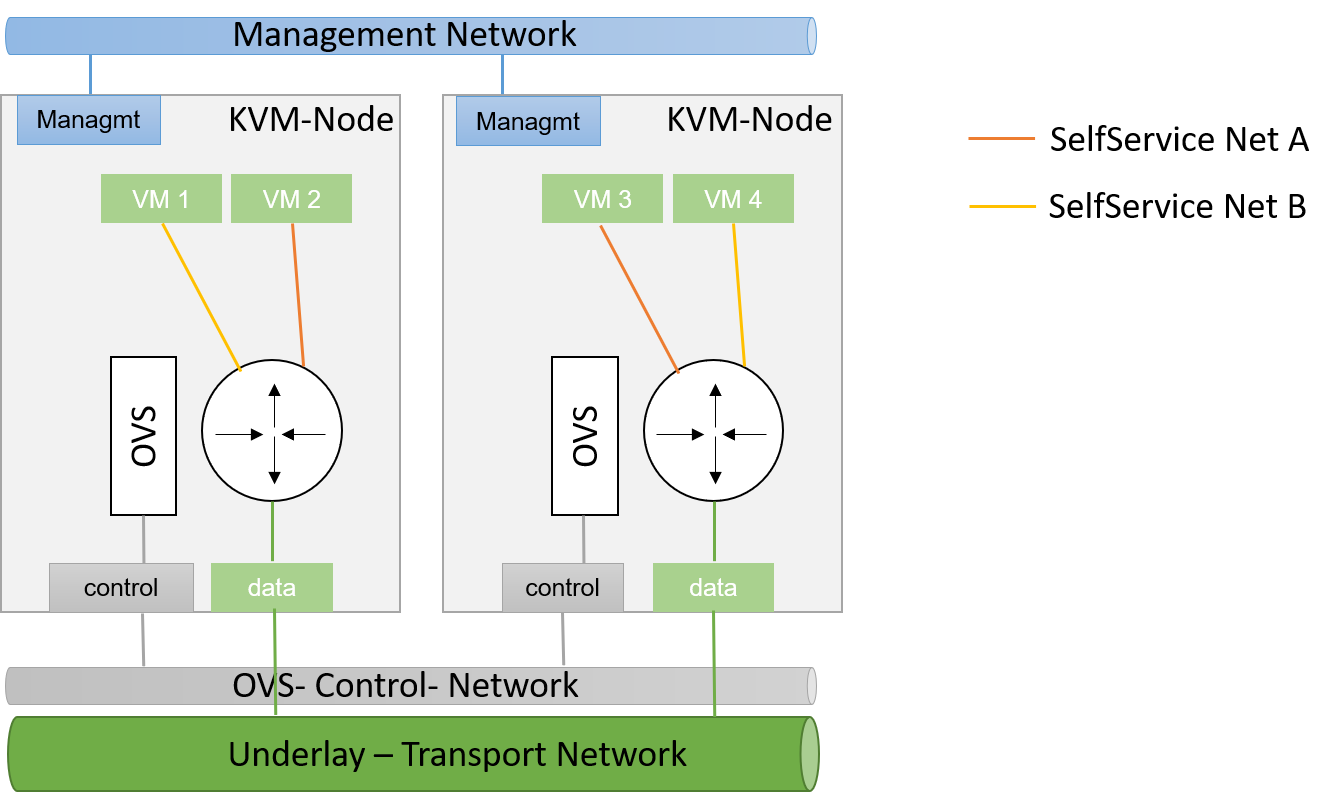 Management Network
Managmt
KVM-Node
Managmt
KVM-Node
SelfService Net A
SelfService Net B
VM 1
VM 2
VM 3
VM 4
OVS
OVS
control
data
control
data
OVS- Control- Network
Underlay – Transport Network